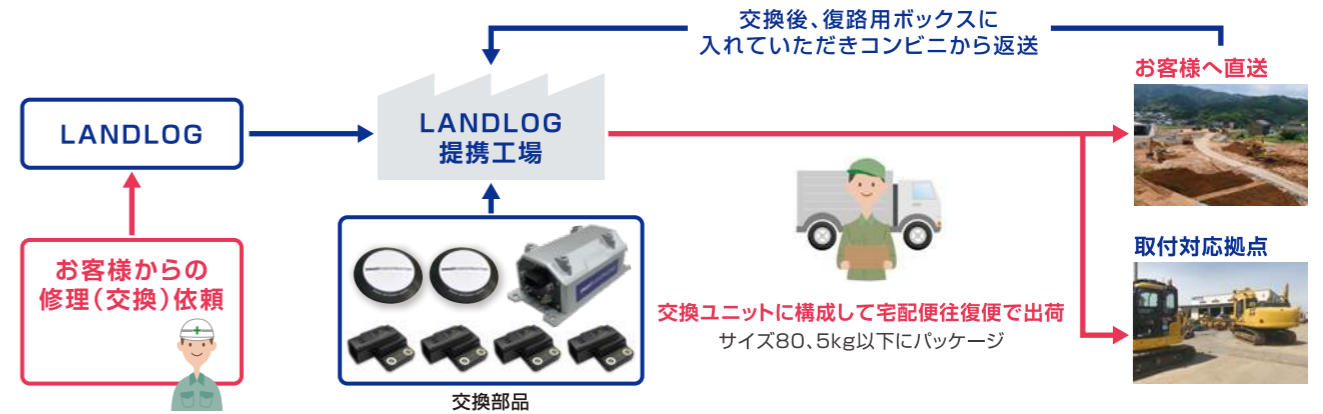 交換後、復路用ボックスに
入れていただきコンビニから返送
お客様へ直送
LANDLOG
LANDLOG
提携工場
お客様からの
修理(交換)依頼
交換部品
交換ユニットに構成して宅配便往復便で出荷
サイズ80、5kg以下にパッケージ
取付対応拠点